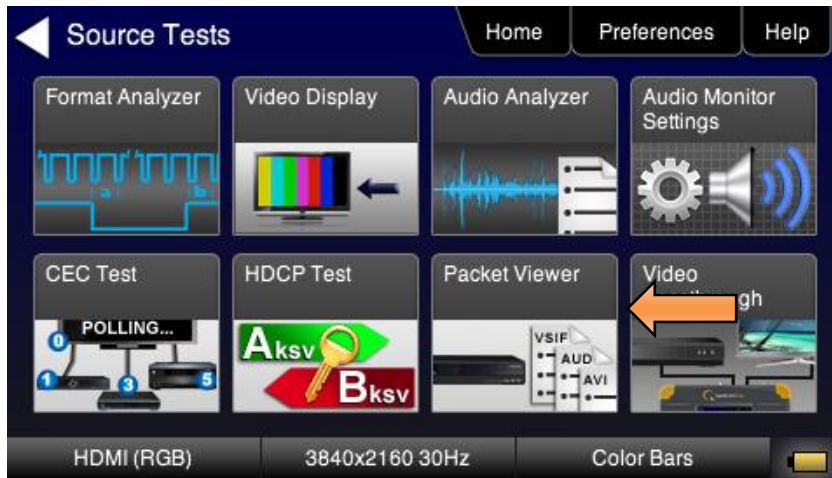 Source Tests
Home
Preferences
Help
Format Analyzer
Video Display
Audio Analyzer
Audio Monitor
Settings
a
b
CEC Test
HDCP Test
Packet Viewer
Video
POLLING...
0
1
3
5
Aksv
Bksv
VSIF
AUD
AVI
HDMI (RGB)
3840x2160 30Hz
Color Bars